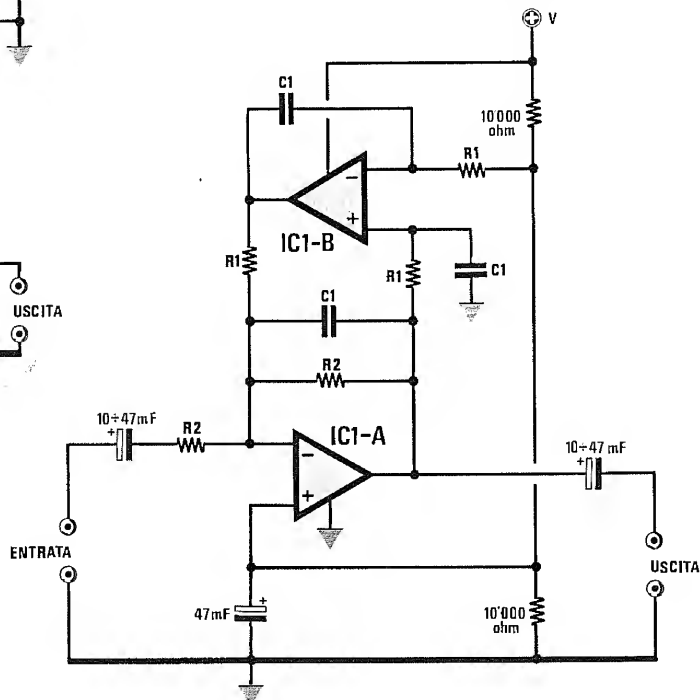 V
C1
10'000
ohm
R1
−
+
IC1-B
R1
R1
C1
USCITA
C1
R2
10÷47mF
+
R2
IC1-A
−
+
10÷47 mF
+
ENTRATA
USCITA
47mF
+
10'000
ohm